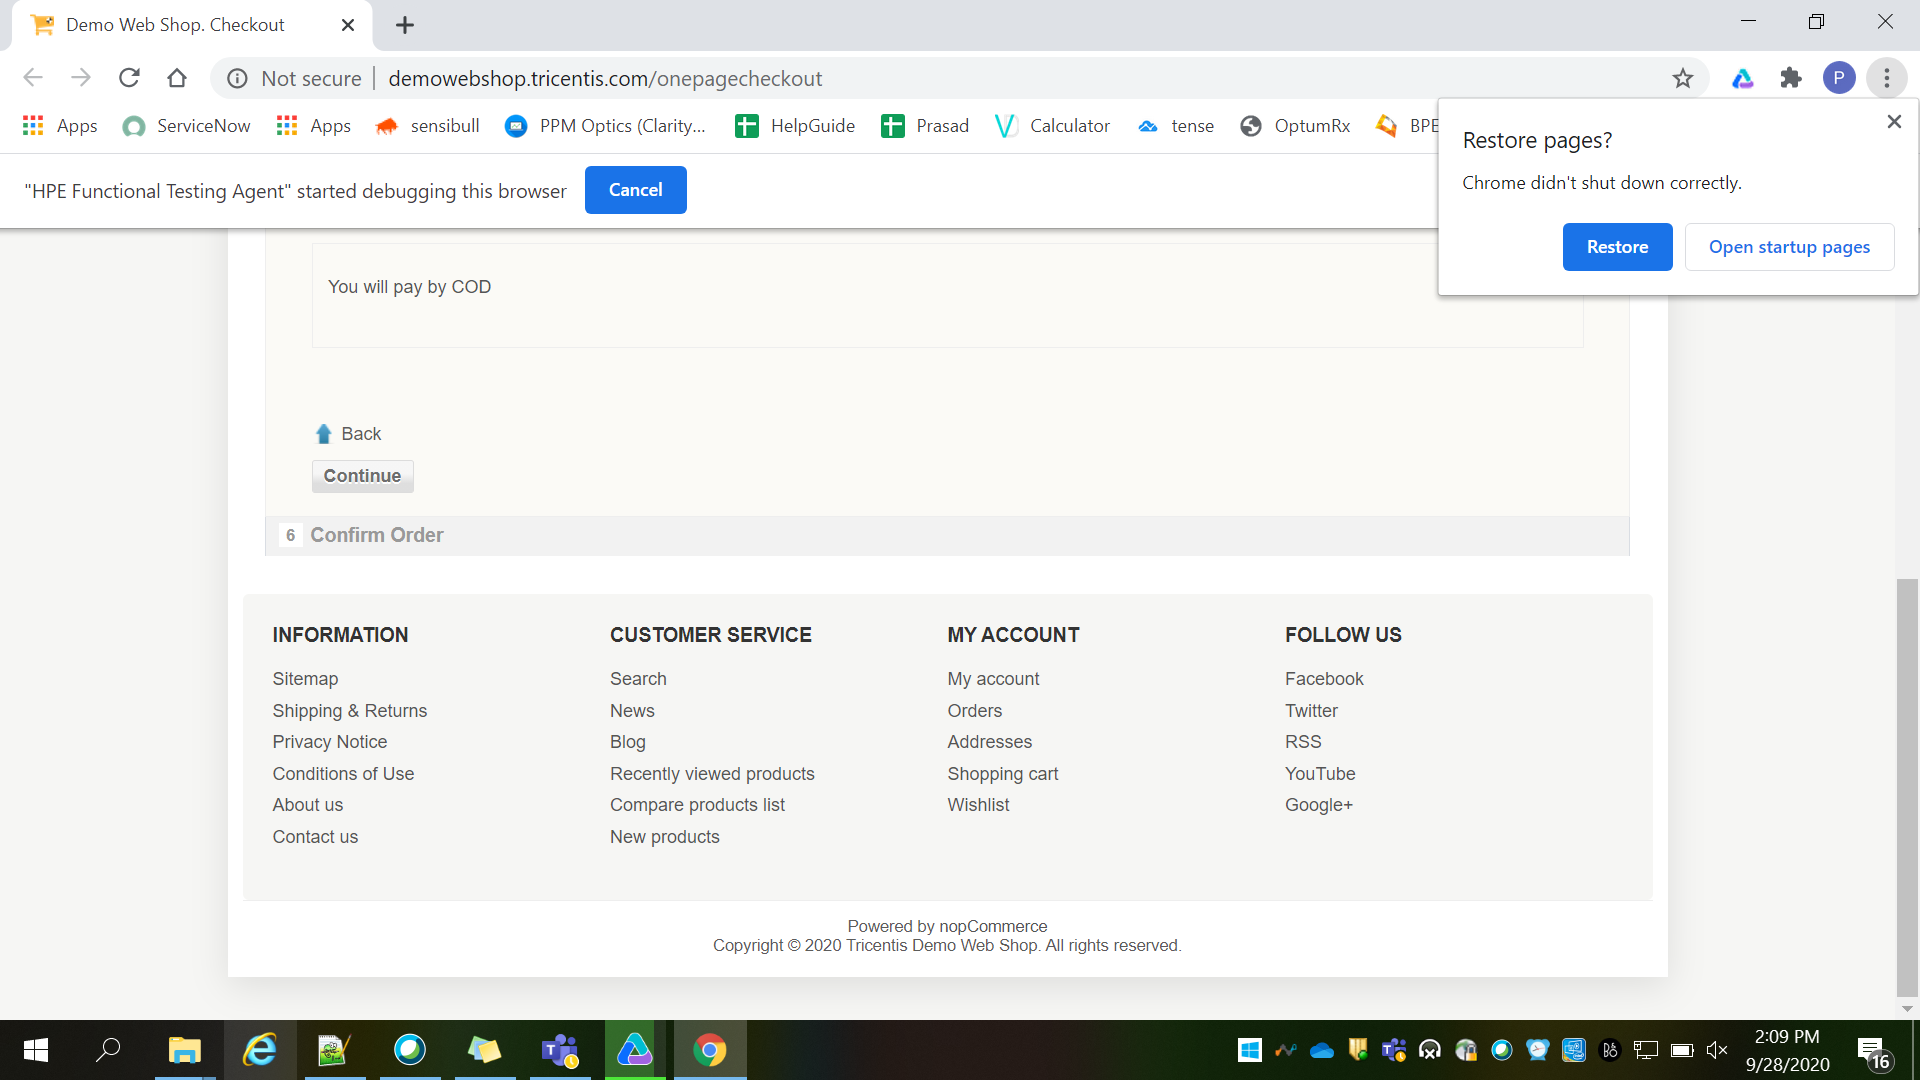 Demo Web Shop. Checkout
Not secure | demowebshop.tricentis.com/onepagecheckout
P
Apps ServiceNow Apps sensibull PPM Optics (Clarity... HelpGuide Prasad Calculator tense OptumRx BPE
"HPE Functional Testing Agent" started debugging this browser Cancel
Restore pages?
Chrome didn't shut down correctly.
Restore Open startup pages
You will pay by COD
Back
Continue
6 Confirm Order
INFORMATION
Sitemap
Shipping & Returns
Privacy Notice
Conditions of Use
About us
Contact us
CUSTOMER SERVICE
Search
News
Blog
Recently viewed products
Compare products list
New products
MY ACCOUNT
My account
Orders
Addresses
Shopping cart
Wishlist
FOLLOW US
Facebook
Twitter
RSS
YouTube
Google+
Powered by nopCommerce
Copyright © 2020 Tricentis Demo Web Shop. All rights reserved.
2:09 PM
9/28/2020
16